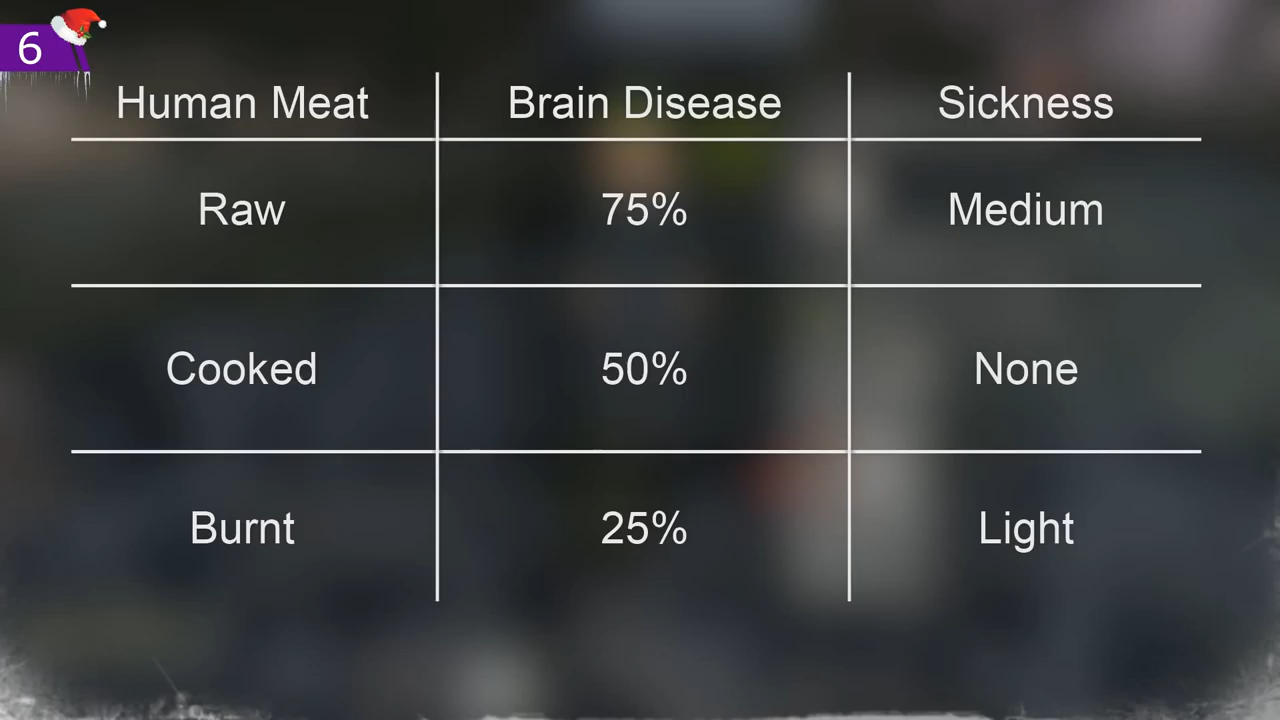 6
Human Meat Brain Disease Sickness
Raw 75% Medium
Cooked 50% None
Burnt 25% Light